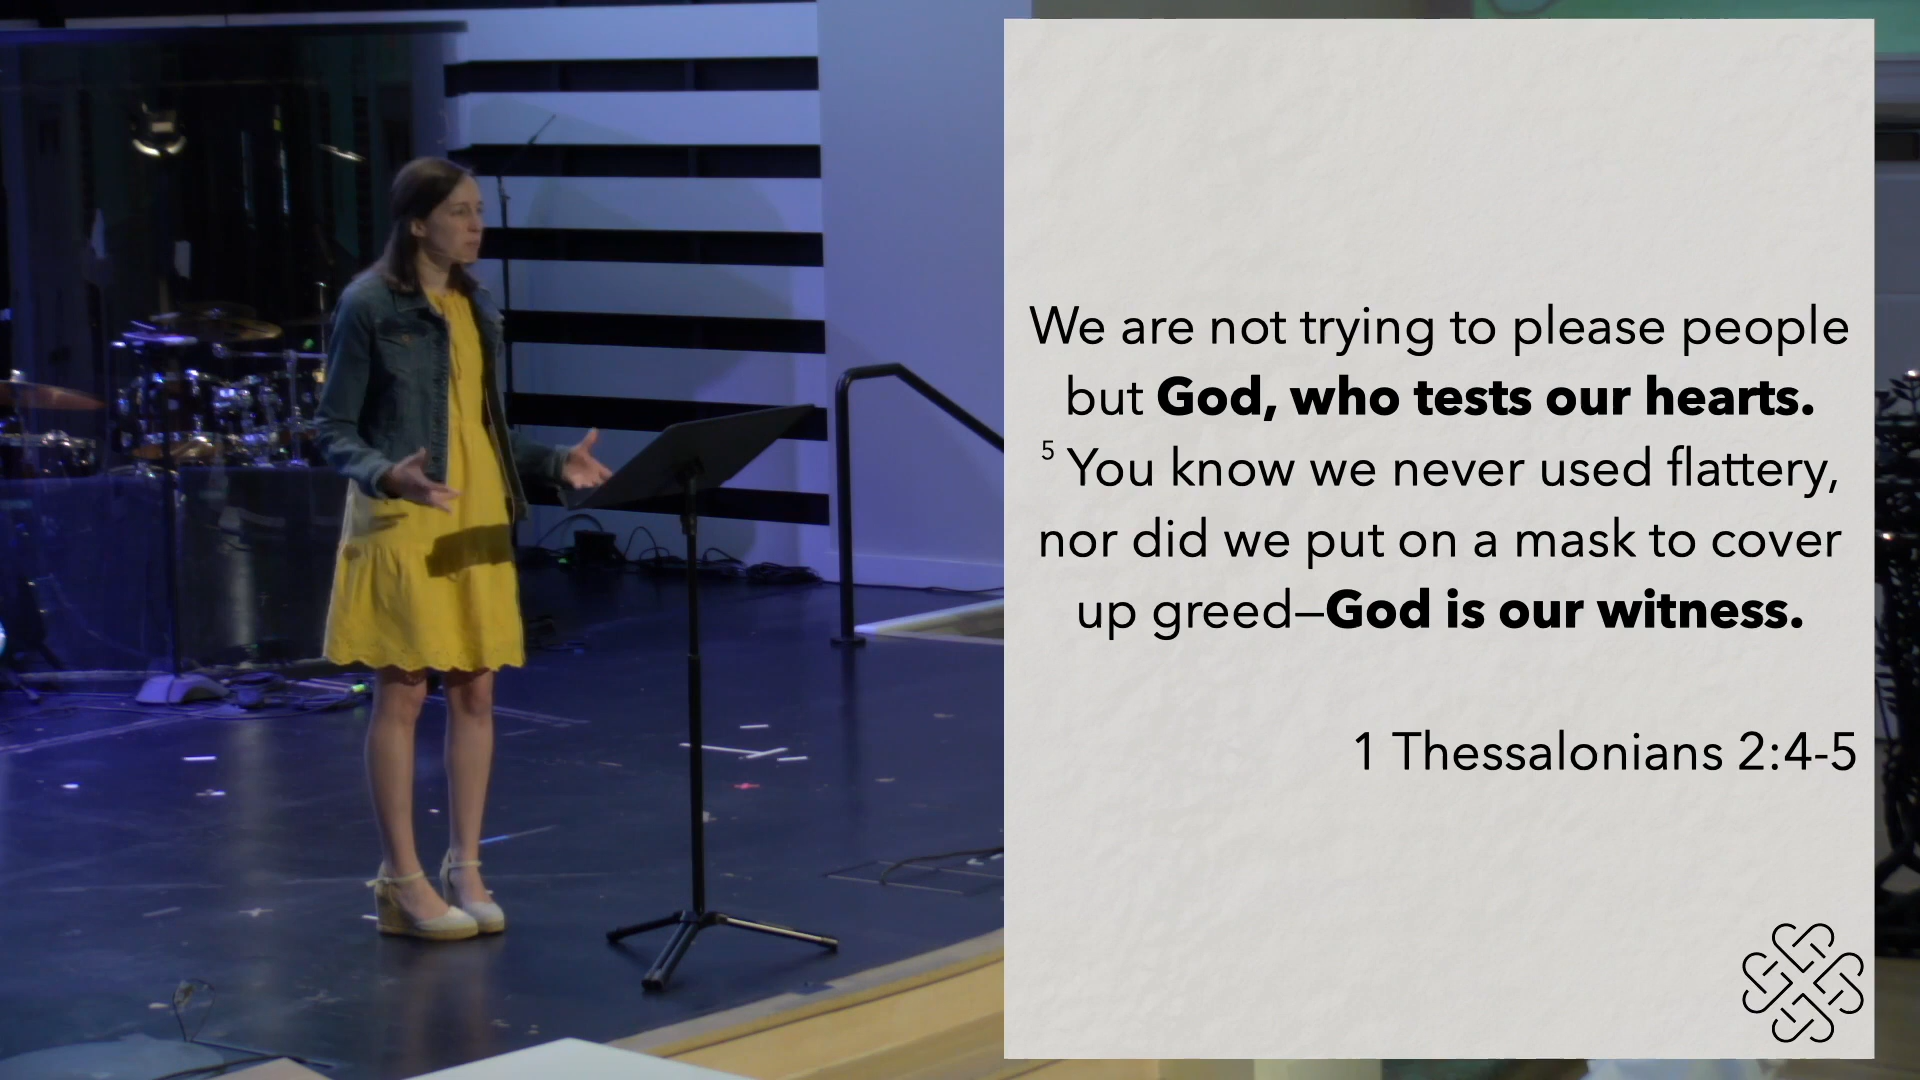 We are not trying to please people
but God, who tests our hearts.
5 You know we never used flattery,
nor did we put on a mask to cover
up greed—God is our witness.
1 Thessalonians 2:4-5